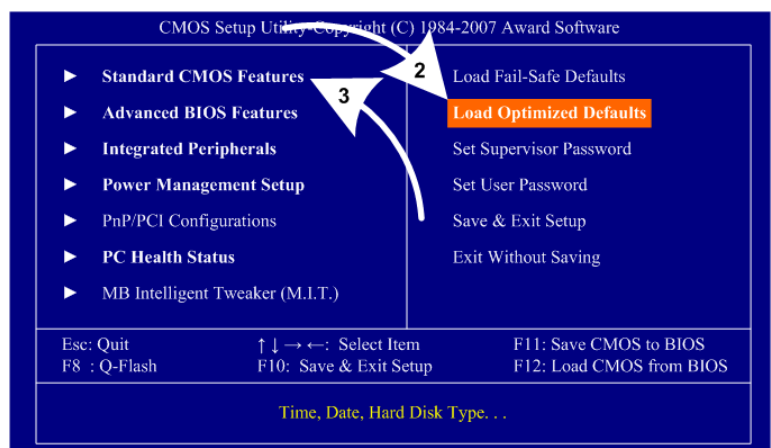 CMOS Setup Utility-Copyright (C) 1984-2007 Award Software
2
3
► Standard CMOS Features
► Advanced BIOS Features
► Integrated Peripherals
► Power Management Setup
► PnP/PCI Configurations
► PC Health Status
► MB Intelligent Tweaker (M.I.T.)
Load Fail-Safe Defaults
Load Optimized Defaults
Set Supervisor Password
Set User Password
Save & Exit Setup
Exit Without Saving
Esc: Quit ↑↓→←: Select Item F11: Save CMOS to BIOS
F8 : Q-Flash F10: Save & Exit Setup F12: Load CMOS from BIOS
Time, Date, Hard Disk Type. . .